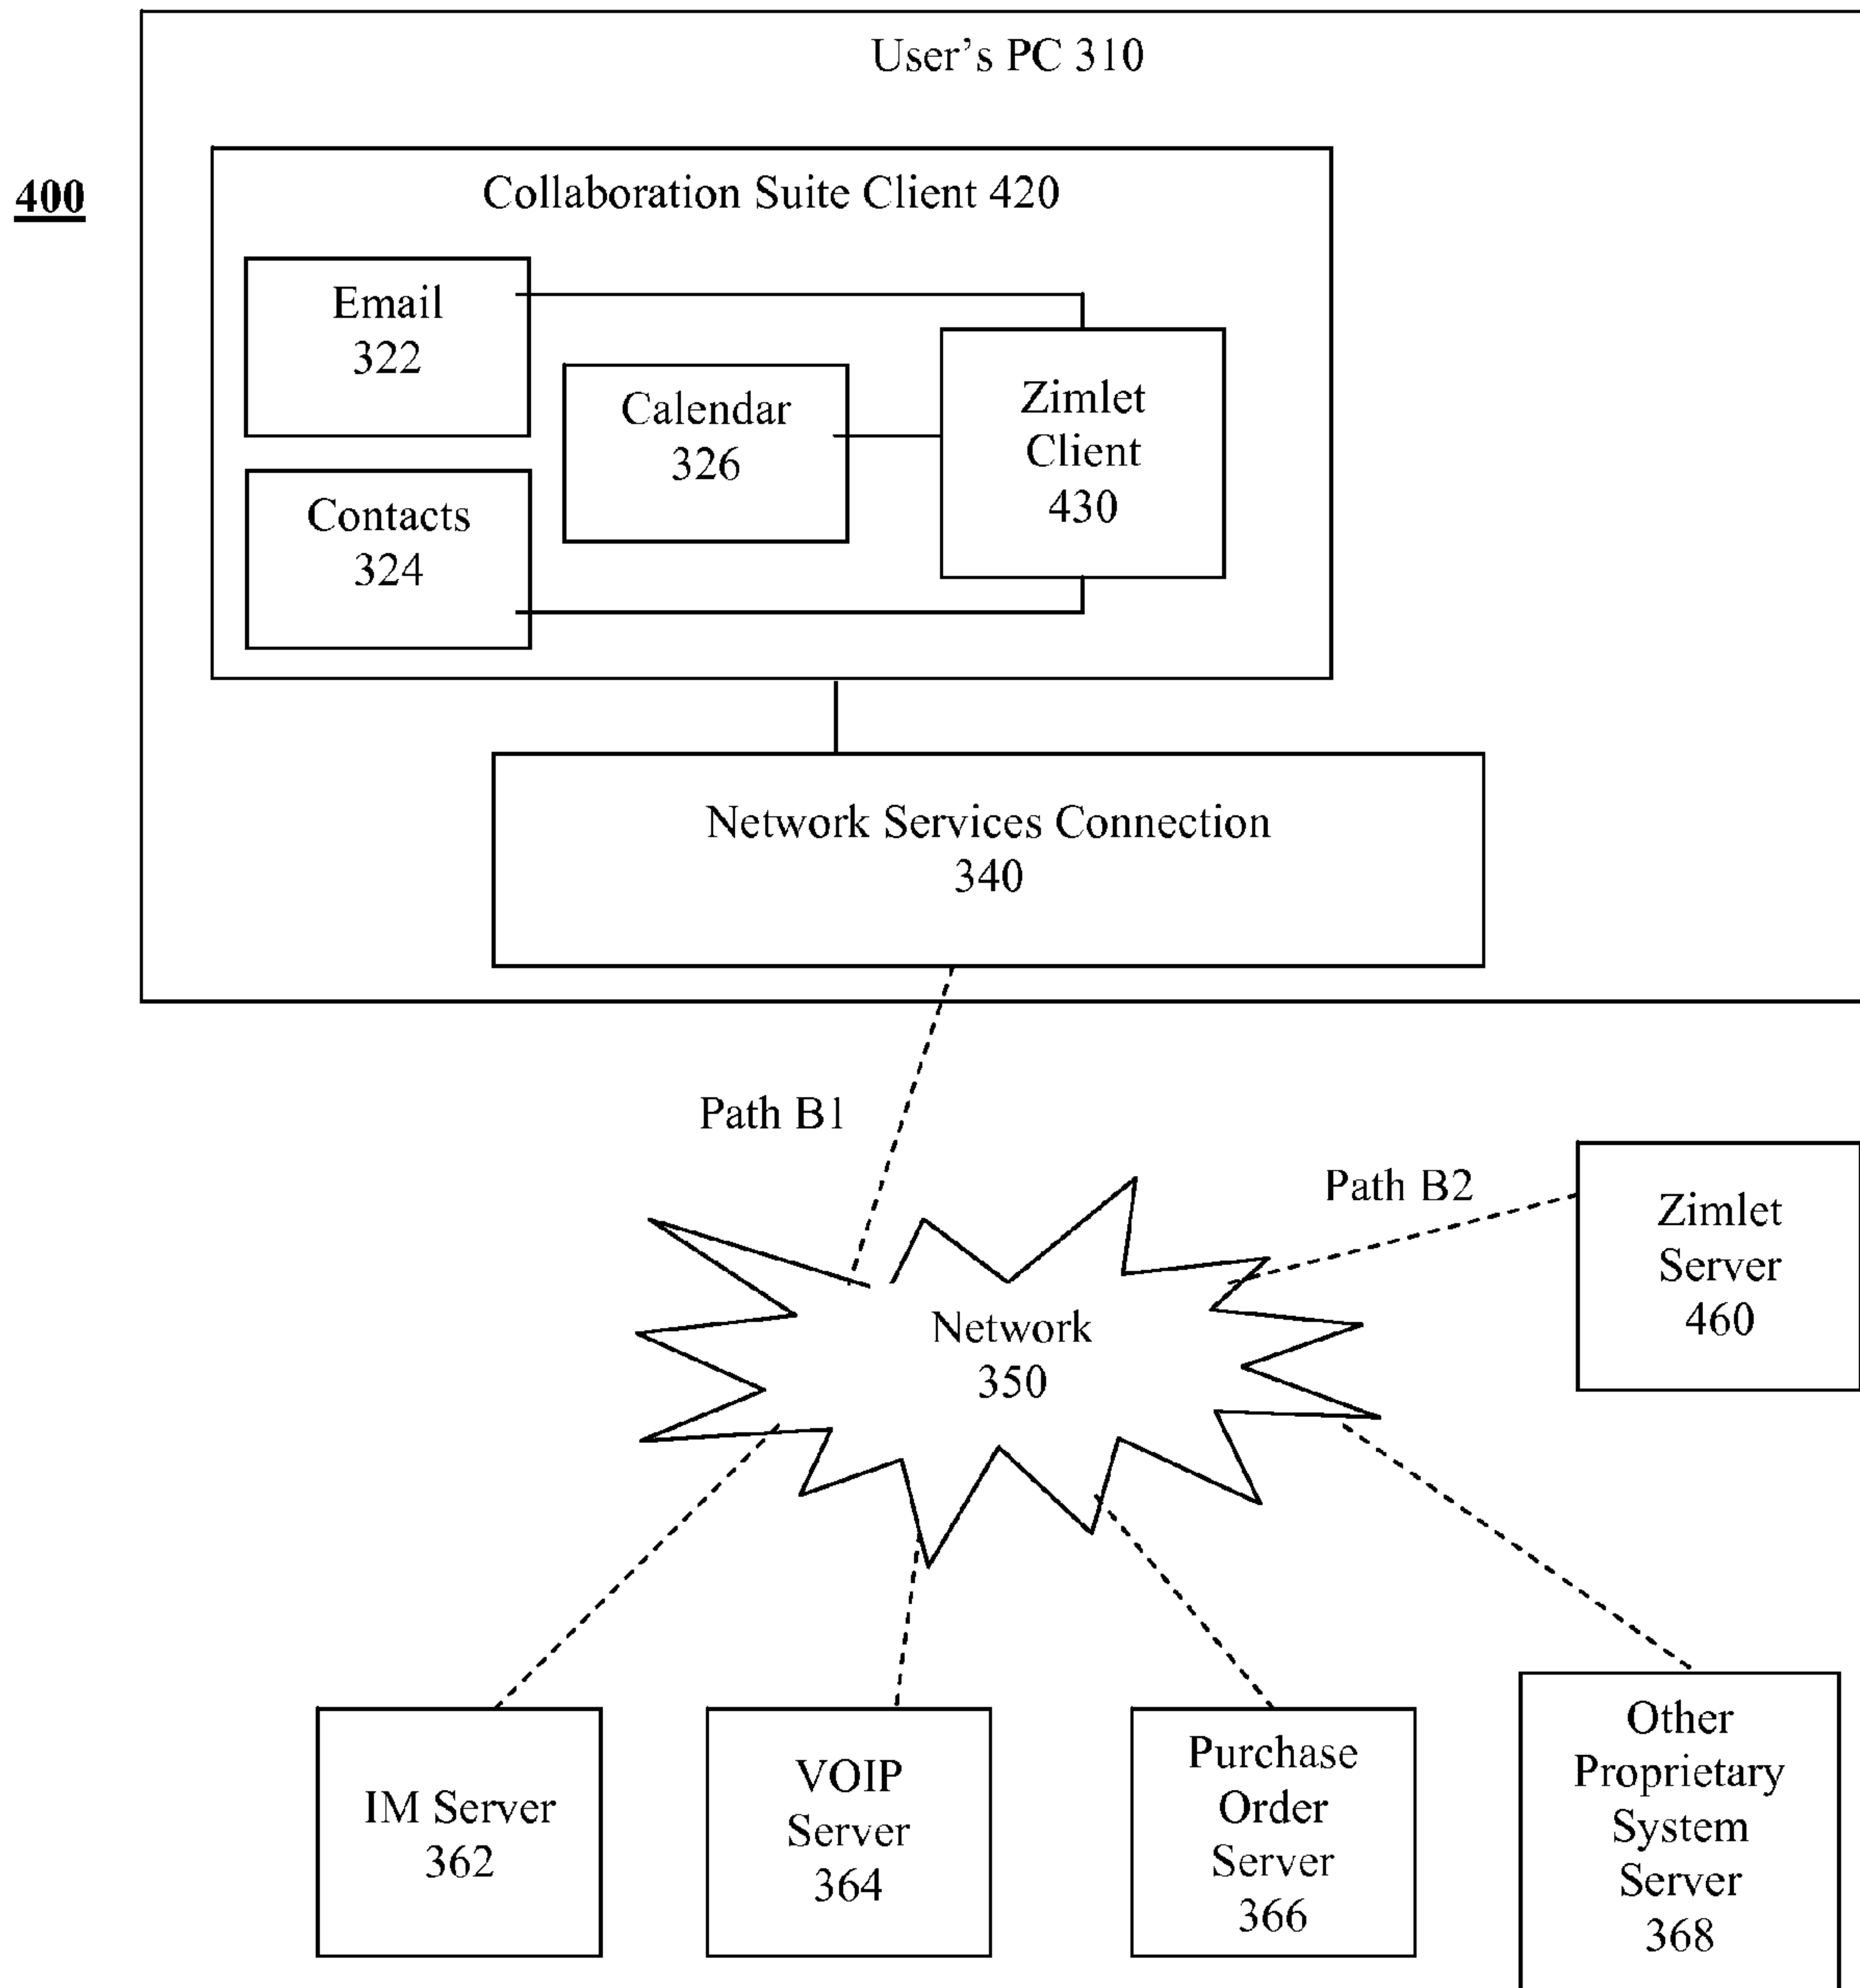 User's PC 310
400
Collaboration Suite Client 420
Email
322
Calendar
326
Zimlet
Client
430
Contacts
324
Network Services Connection
340
Path B1
Path B2
Zimlet
Server
460
Network
350
IM Server
362
VOIP
Server
364
Purchase
Order
Server
366
Other
Proprietary
System
Server
368